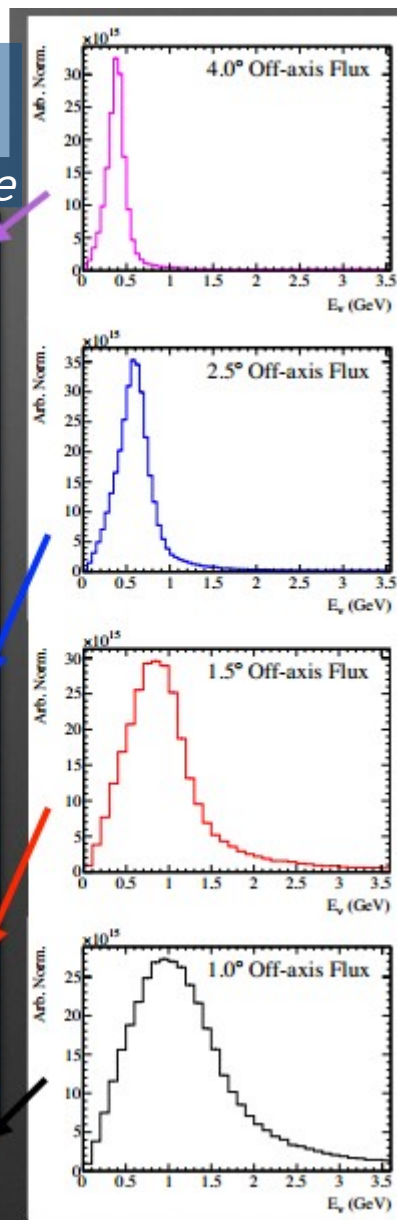 e
×10¹⁵
4.0° Off-axis Flux
Arb. Norm.
30
25
20
15
10
5
0
0 0.5 1 1.5 2 2.5 3 3.5
Eν (GeV)
×10¹⁵
2.5° Off-axis Flux
Arb. Norm.
35
30
25
20
15
10
5
0
0 0.5 1 1.5 2 2.5 3 3.5
Eν (GeV)
×10¹⁵
1.5° Off-axis Flux
Arb. Norm.
30
25
20
15
10
5
0
0 0.5 1 1.5 2 2.5 3 3.5
Eν (GeV)
×10¹⁵
1.0° Off-axis Flux
Arb. Norm.
25
20
15
10
5
0
0 0.5 1 1.5 2 2.5 3 3.5
Eν (GeV)